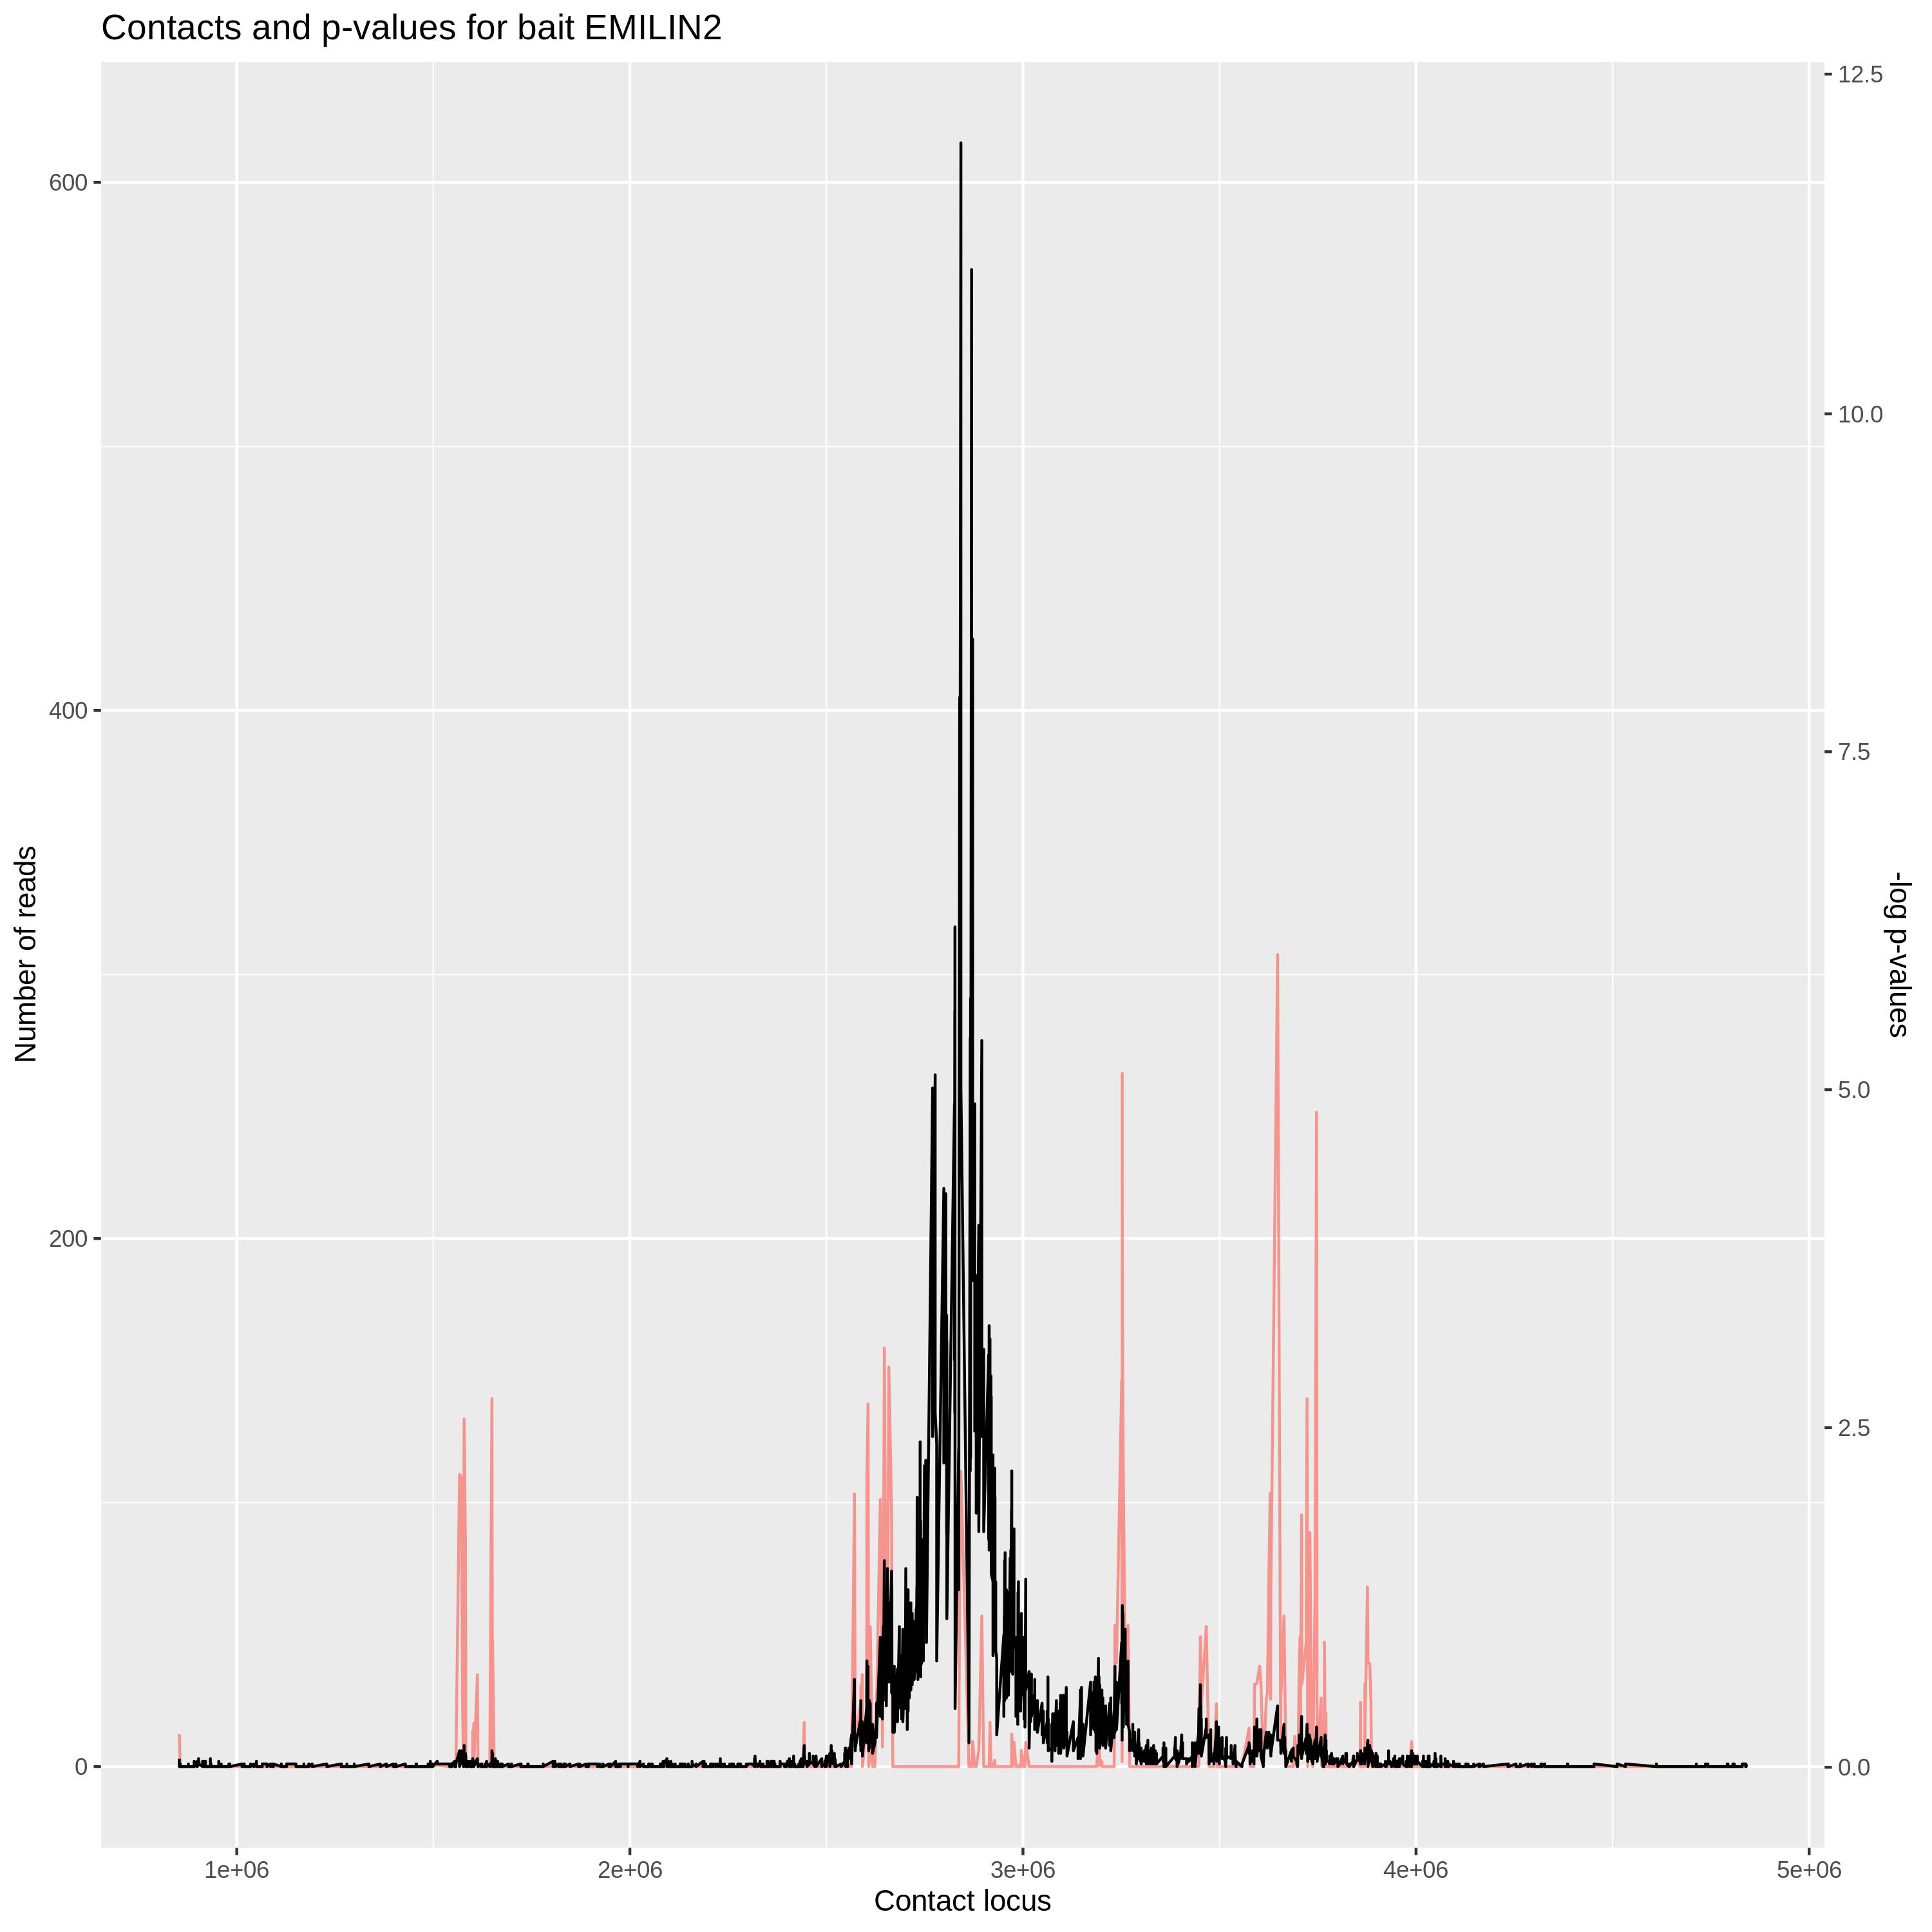 Contacts and p-values for bait EMILIN2
Number of reads
600
400
200
0
12.5
10.0
7.5
5.0
2.5
0.0
-log p-values
1e+06
2e+06
3e+06
4e+06
5e+06
Contact locus